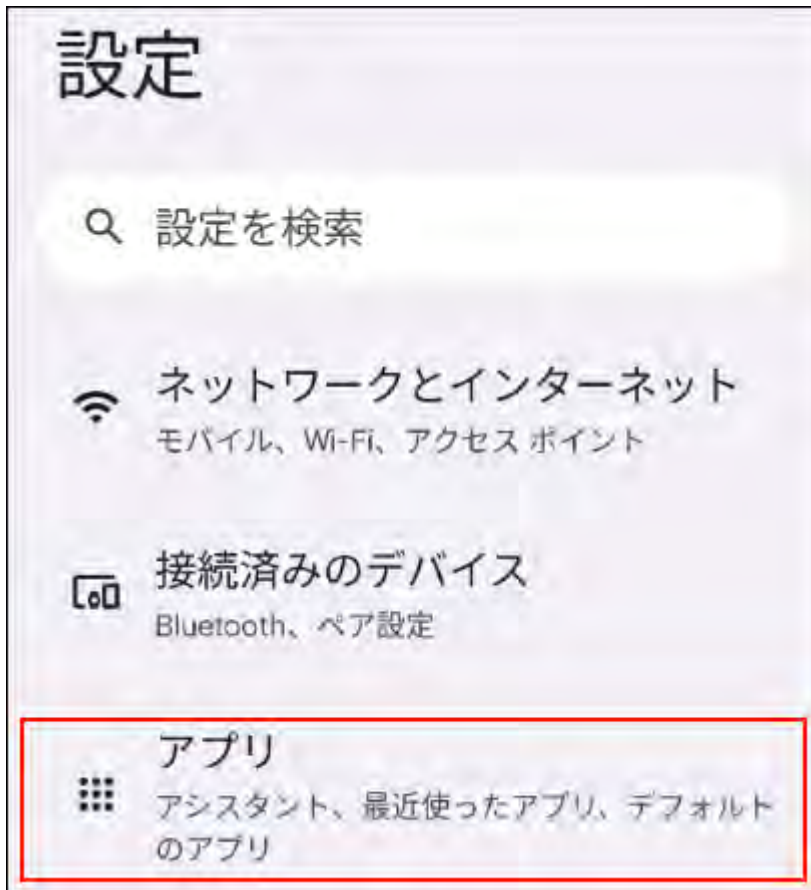 設定
設定を検索
ネットワークとインターネット
モバイル、Wi-Fi、アクセス ポイント
接続済みのデバイス
Bluetooth、ペア設定
アプリ
アシスタント、最近使ったアプリ、デフォルト
のアプリ